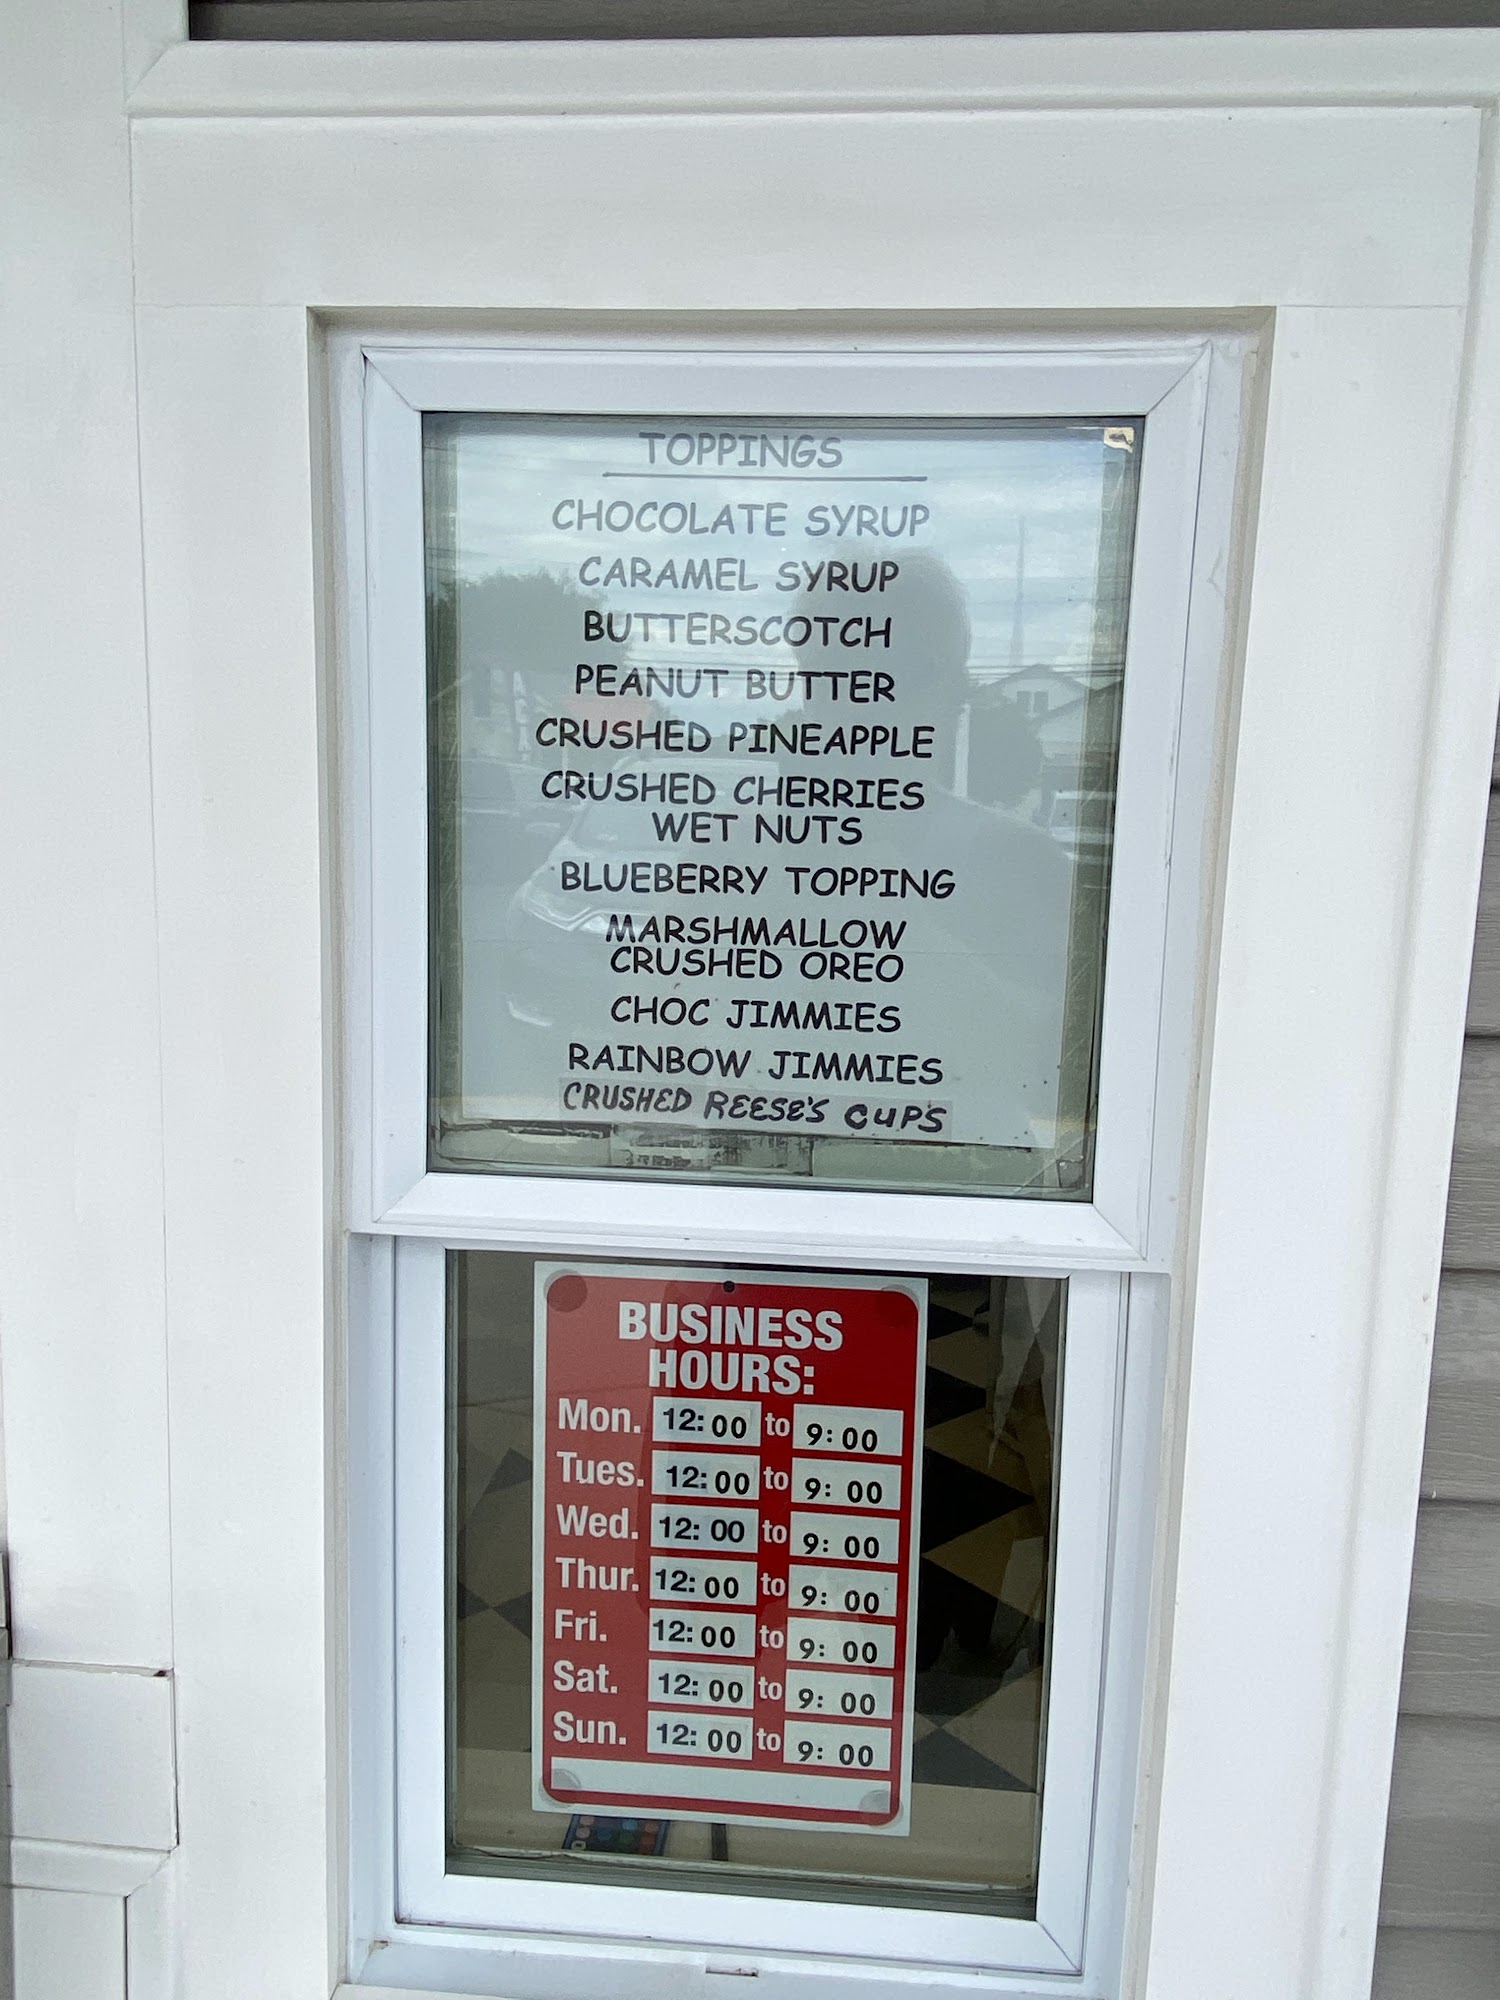 TOPPINGS
CHOCOLATE SYRUP
CARAMEL SYRUP
BUTTERSCOTCH
PEANUT BUTTER
CRUSHED PINEAPPLE
CRUSHED CHERRIES
WET NUTS
BLUEBERRY TOPPING
MARSHMALLOW
CRUSHED OREO
CHOC JIMMIES
RAINBOW JIMMIES
CRUSHED REESE'S CUPS
BUSINESS
HOURS:
Mon. 12:00 to 9:00
Tues. 12:00 to 9:00
Wed. 12:00 to 9:00
Thur. 12:00 to 9:00
Fri. 12:00 to 9:00
Sat. 12:00 to 9:00
Sun. 12:00 to 9:00